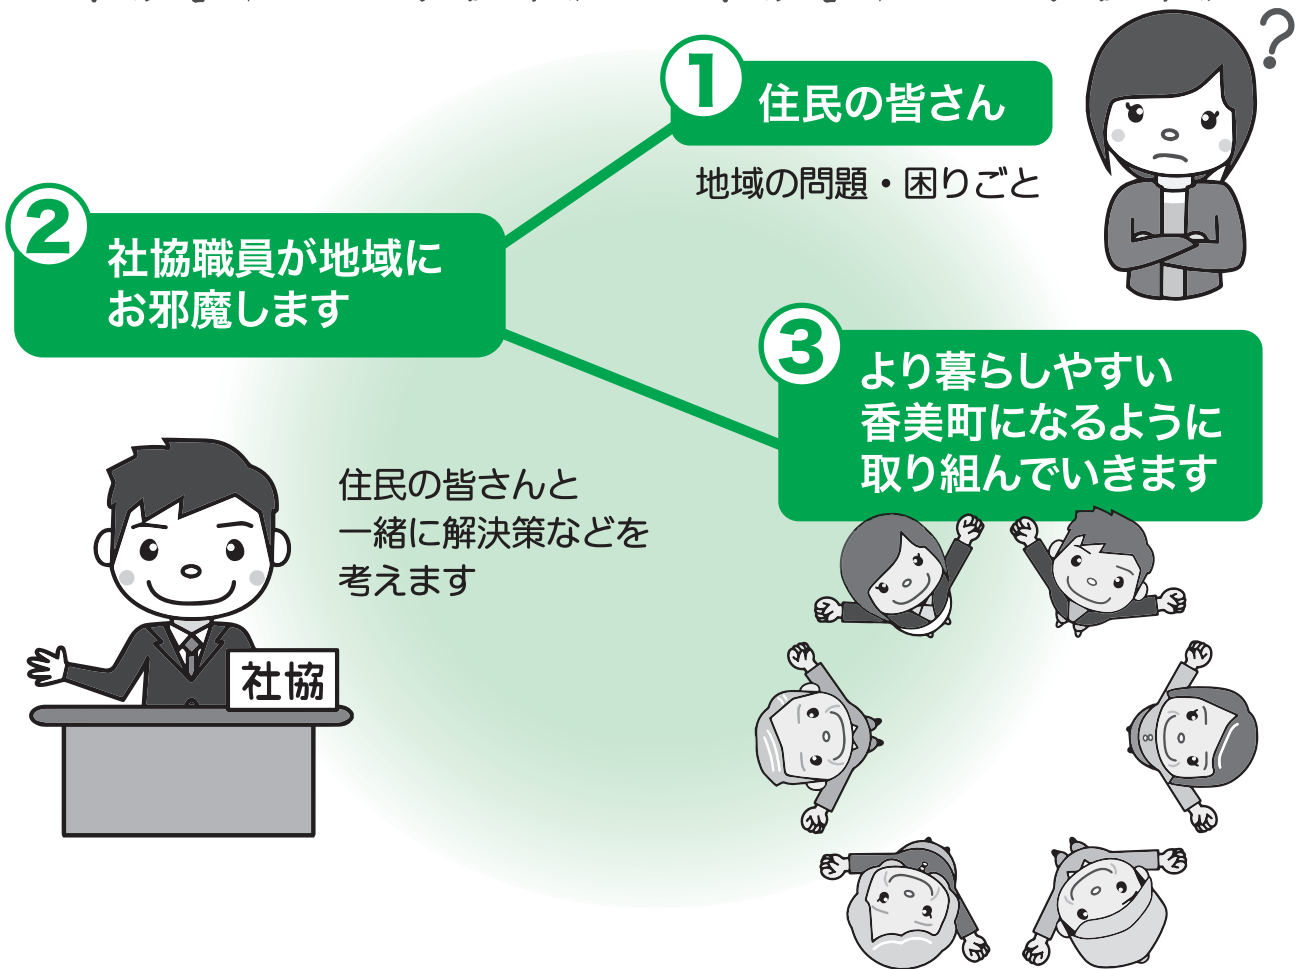 1
住民の皆さん
地域の問題・困りごと
?
2
社協職員が地域に
お邪魔します
住民の皆さんと
一緒に解決策などを
考えます
社協
3
より暮らしやすい
香美町になるように
取り組んでいきます